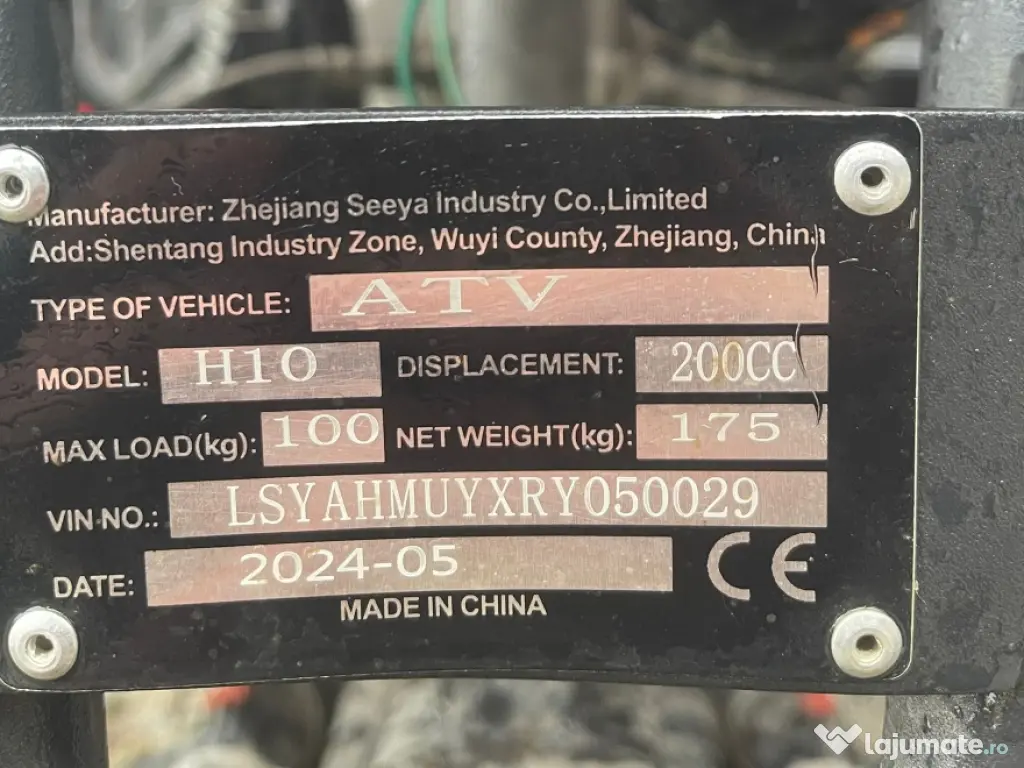 Manufacturer: Zhejiang Seeya Industry Co.,Limited
Add:Shentang Industry Zone, Wuyi County, Zhejiang, China
TYPE OF VEHICLE: ATV
MODEL: H10 DISPLACEMENT: 200CC
MAX LOAD(kg): 100 NET WEIGHT(kg): 175
VIN NO.: LSYAHMUYXRY050029
DATE: 2024-05 CE
MADE IN CHINA
lajumate.ro